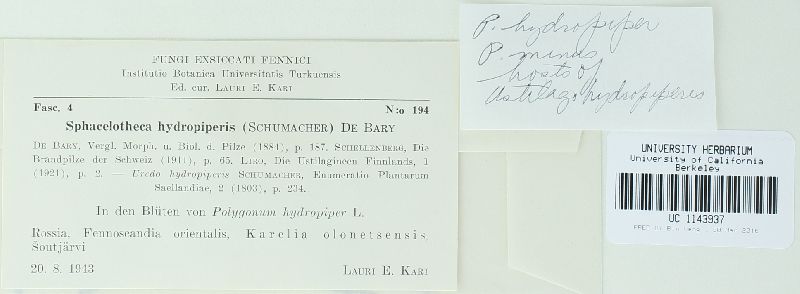 FUNGI EXSICCATI FENNICI
Institutio Botanica Universitatis Turkuensis
Ed. cur. LAURI E. KARI
Fasc. 4 N:o 194
Sphacelotheca hydropiperis (SCHUMACHER) DE BARY
DE BARY, Vergl. Morph. u. Biol. d. Pilze (1884), p. 187. SCHELLENBERG, Die
Brandpilze der Schweiz (1911), p. 65. LIRO, Die Ustilagineen Finnlands, 1
(1921), p. 2. — Uredo hydropiperis SCHUMACHER, Enumeratio Plantarum
Saellandiae, 2 (1803), p. 234.
In den Blüten von Polygonum hydropiper L.
Rossia, Fennoscandia orientalis, Karelia olonetsensis,
Soutjärvi
20. 8. 1943 LAURI E. KARI
P. hydropiper
P. minus
hosts of
Ustilago hydropiperis
UNIVERSITY HERBARIUM
University of California
Berkeley
UC 1143937